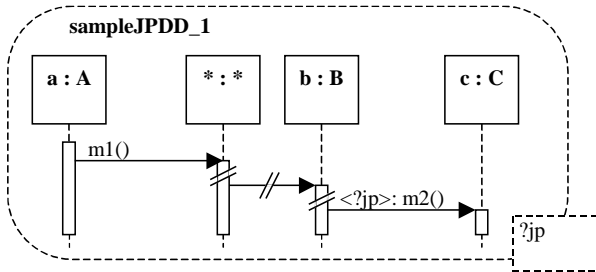 sampleJPDD_1
a : A
* : *
b : B
c : C
m1()
<?jp>: m2()
?jp